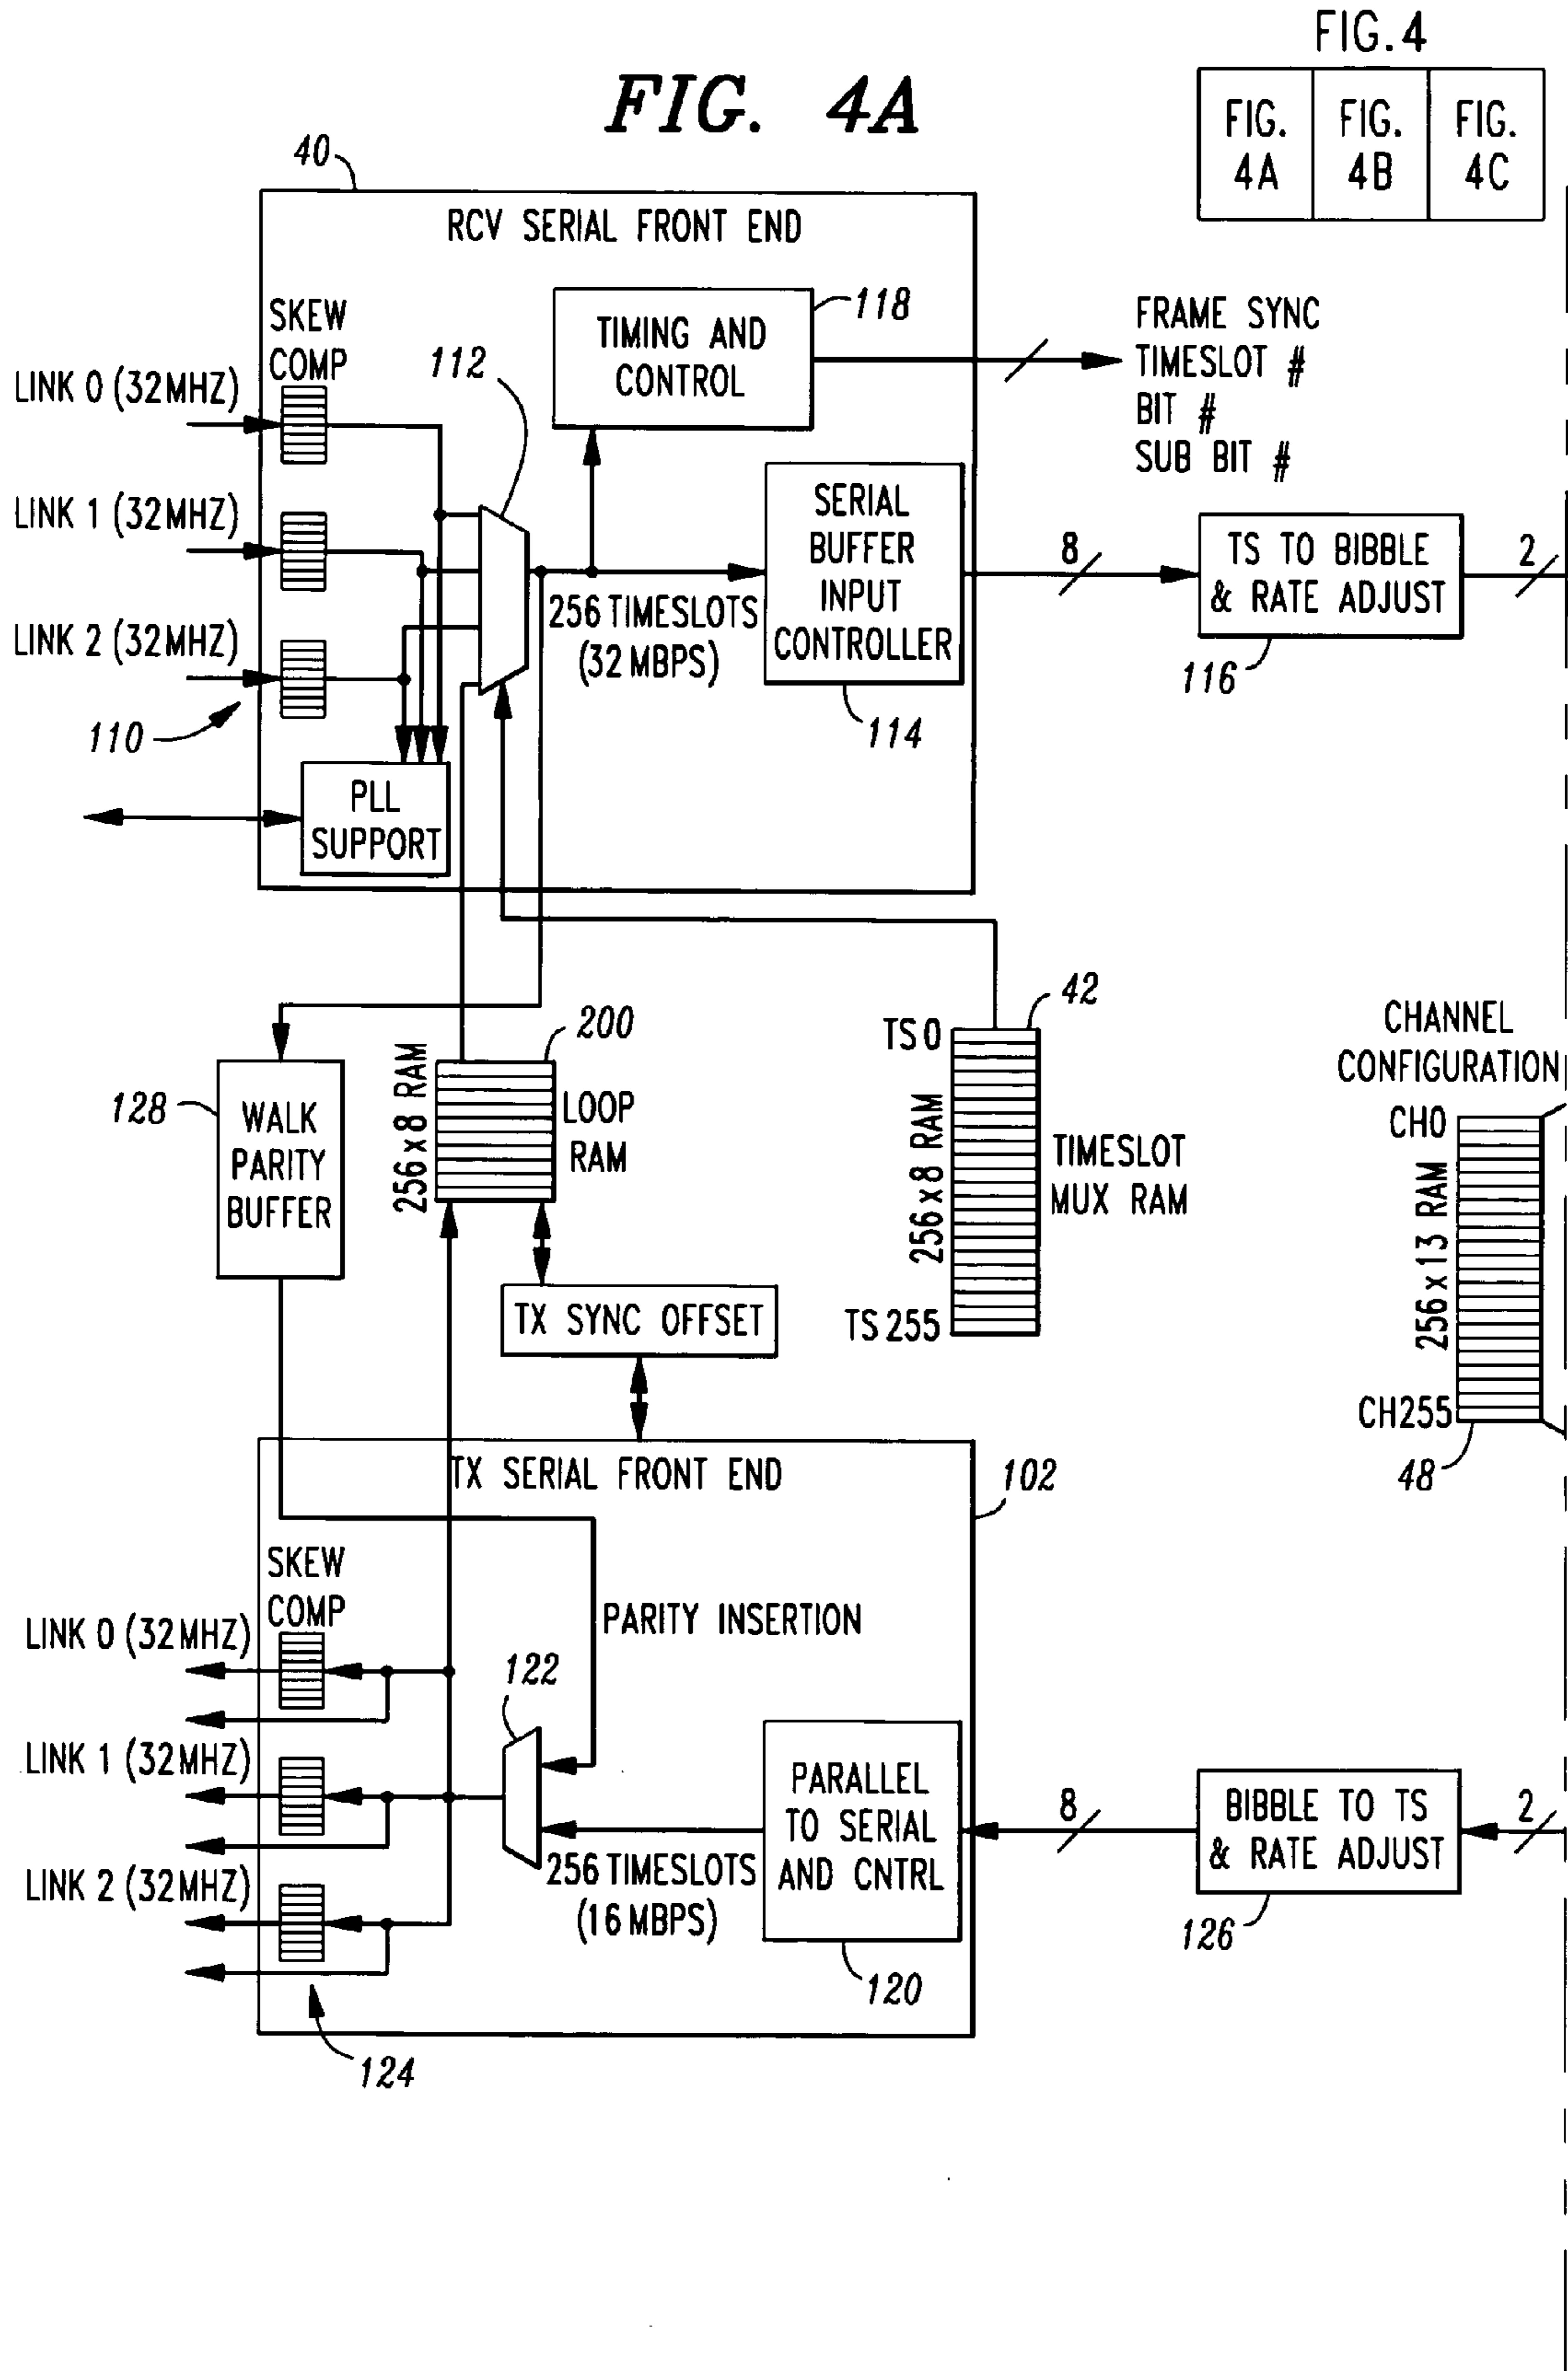 FIG.4
FIG. 4A
FIG.
4A
FIG.
4B
FIG.
4C
40
RCV SERIAL FRONT END
SKEW
COMP
112
TIMING AND
CONTROL
118
FRAME SYNC
TIMESLOT #
BIT #
SUB BIT #
LINK 0 (32MHZ)
LINK 1 (32MHZ)
LINK 2 (32MHZ)
110
256 TIMESLOTS
(32 MBPS)
SERIAL
BUFFER
INPUT
CONTROLLER
114
8
TS TO BIBBLE
& RATE ADJUST
116
2
PLL
SUPPORT
128
WALK
PARITY
BUFFER
256x8 RAM
200
LOOP
RAM
TX SYNC OFFSET
42
TS 0
256x8 RAM
TS 255
TIMESLOT
MUX RAM
CHANNEL
CONFIGURATION
CH0
256x13 RAM
CH255
48
TX SERIAL FRONT END
102
SKEW
COMP
LINK 0 (32MHZ)
LINK 1 (32MHZ)
LINK 2 (32MHZ)
124
PARITY INSERTION
122
256 TIMESLOTS
(16 MBPS)
PARALLEL
TO SERIAL
AND CNTRL
120
8
BIBBLE TO TS
& RATE ADJUST
126
2